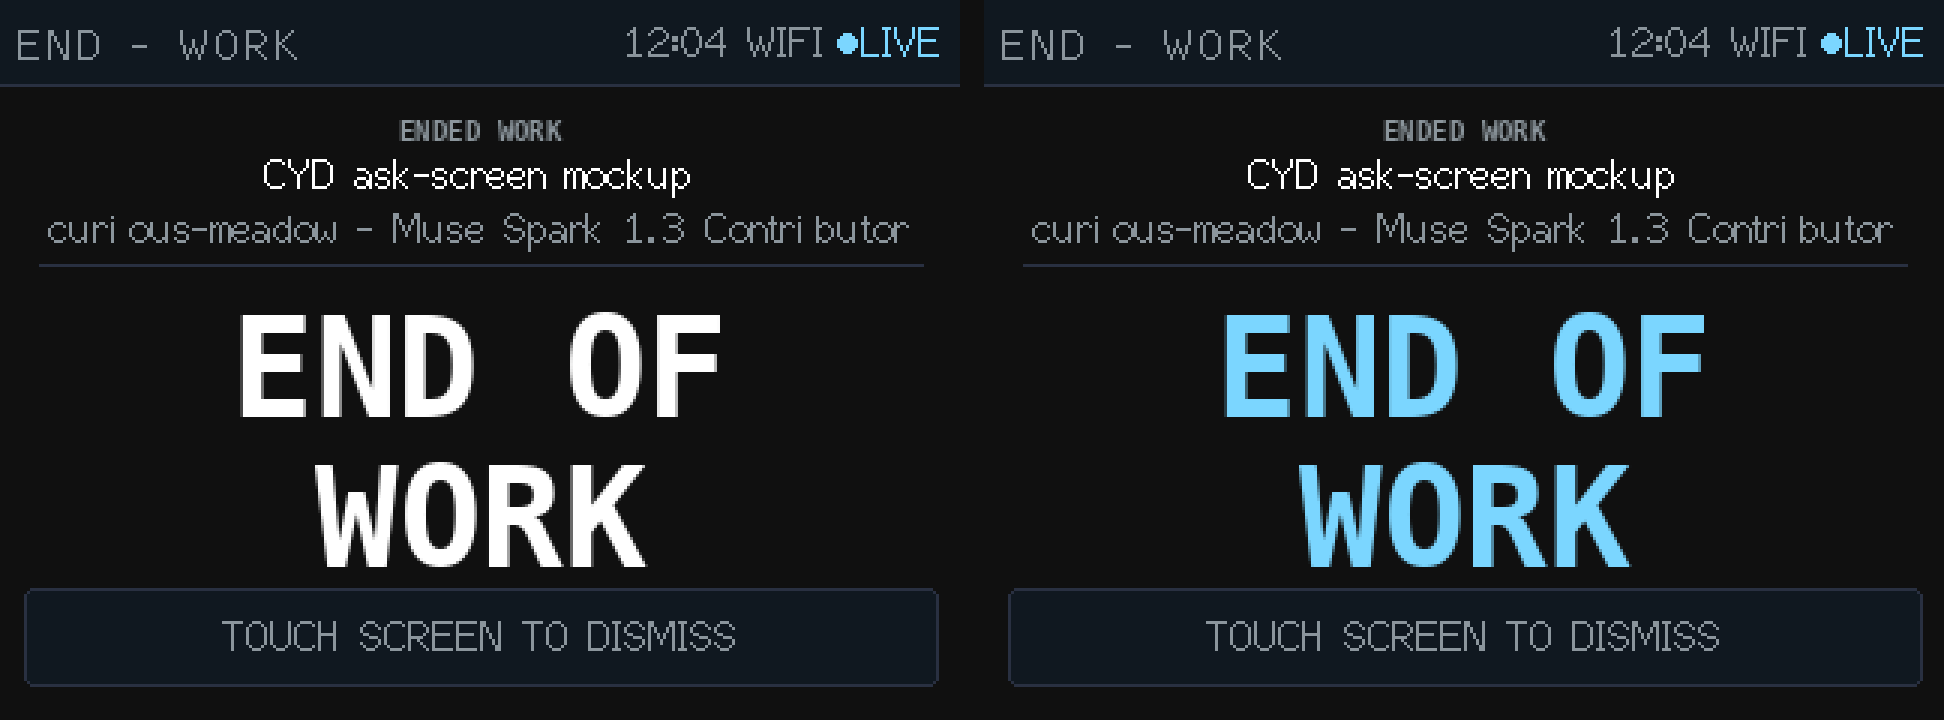 END - WORK 12:04 WIFI ●LIVE
ENDED WORK
CYD ask-screen mockup
curious-meadow - Muse Spark 1.3 Contributor
END OF
WORK
TOUCH SCREEN TO DISMISS
END - WORK 12:04 WIFI ●LIVE
ENDED WORK
CYD ask-screen mockup
curious-meadow - Muse Spark 1.3 Contributor
END OF
WORK
TOUCH SCREEN TO DISMISS